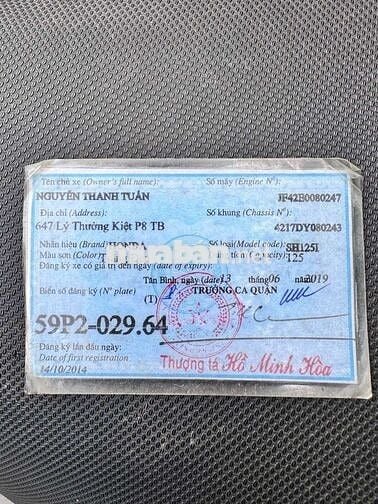 Tên chủ xe (Owner's full name):
Số máy (Engine N°):
NGUYỄN THANH TUẤN
JF42E0080247
Địa chỉ (Address):
Số khung (Chassis N°):
647 Lý Thường Kiệt P8 TB
4217DY080243
Nhãn hiệu (Brand): HONDA
Số loại (Model code): SH125I
Màu sơn (Color):
(Capacity): 125
Đăng ký xe có giá trị đến ngày (date of expiry)
Tân Bình, ngày (date) 13 tháng 06 năm 2019
Biển số đăng ký (N° plate)
(T) TRƯỞNG CA QUẬN
59P2-029.64
Đăng ký lần đầu ngày:
Date of first registration
14/10/2014
Thượng tá Hồ Minh Hòa